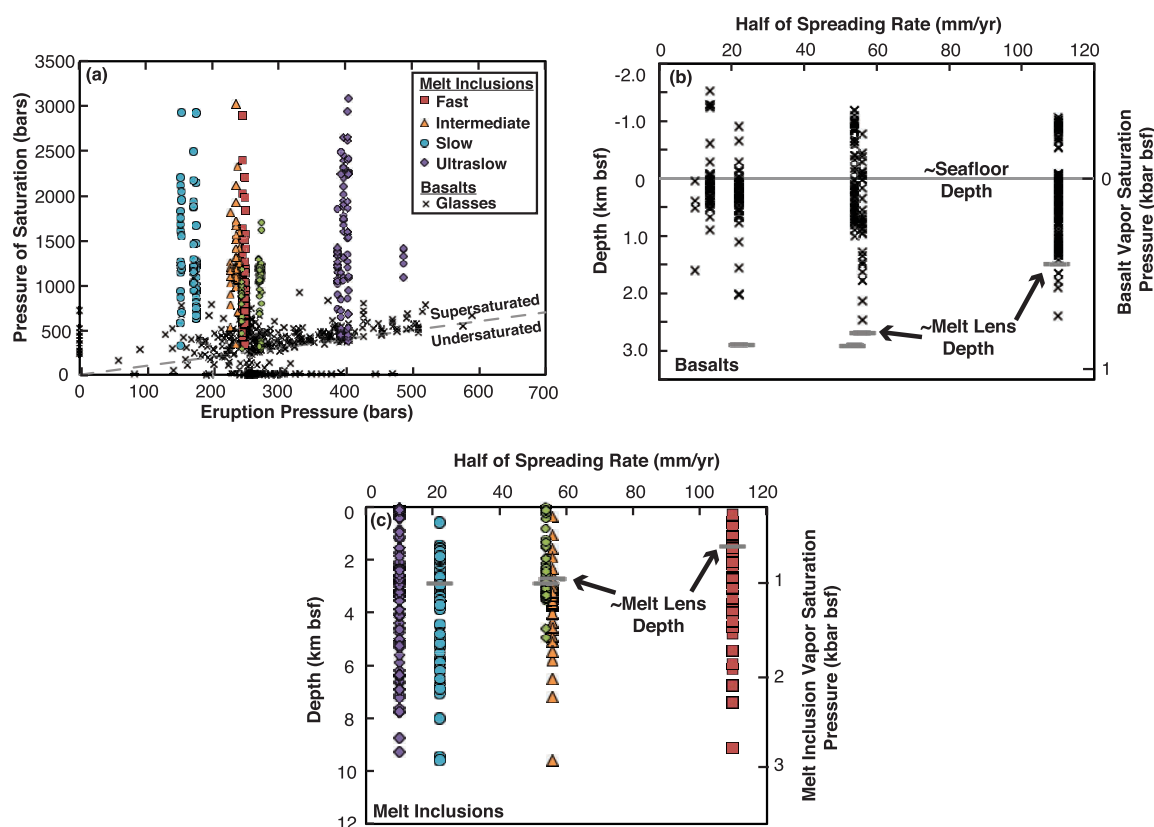 (a)
3500
3000
2500
2000
1500
1000
500
0
Pressure of Saturation (bars)
0 100 200 300 400 500 600 700
Eruption Pressure (bars)
Melt Inclusions
Fast
Intermediate
Slow
Ultraslow
Basalts
Glasses
Supersaturated
Undersaturated
Half of Spreading Rate (mm/yr)
0 20 40 60 80 100 120
(b)
-2.0
-1.0
0
1.0
2.0
3.0
Depth (km bsf)
~Seafloor
Depth
~Melt Lens
Depth
Basalts
0
1
Basalt Vapor Saturation
Pressure (kbar bsf)
Half of Spreading Rate (mm/yr)
0 20 40 60 80 100 120
(c)
0
2
4
6
8
10
12
Depth (km bsf)
~Melt Lens
Depth
Melt Inclusions
1
2
3
Melt Inclusion Vapor Saturation
Pressure (kbar bsf)